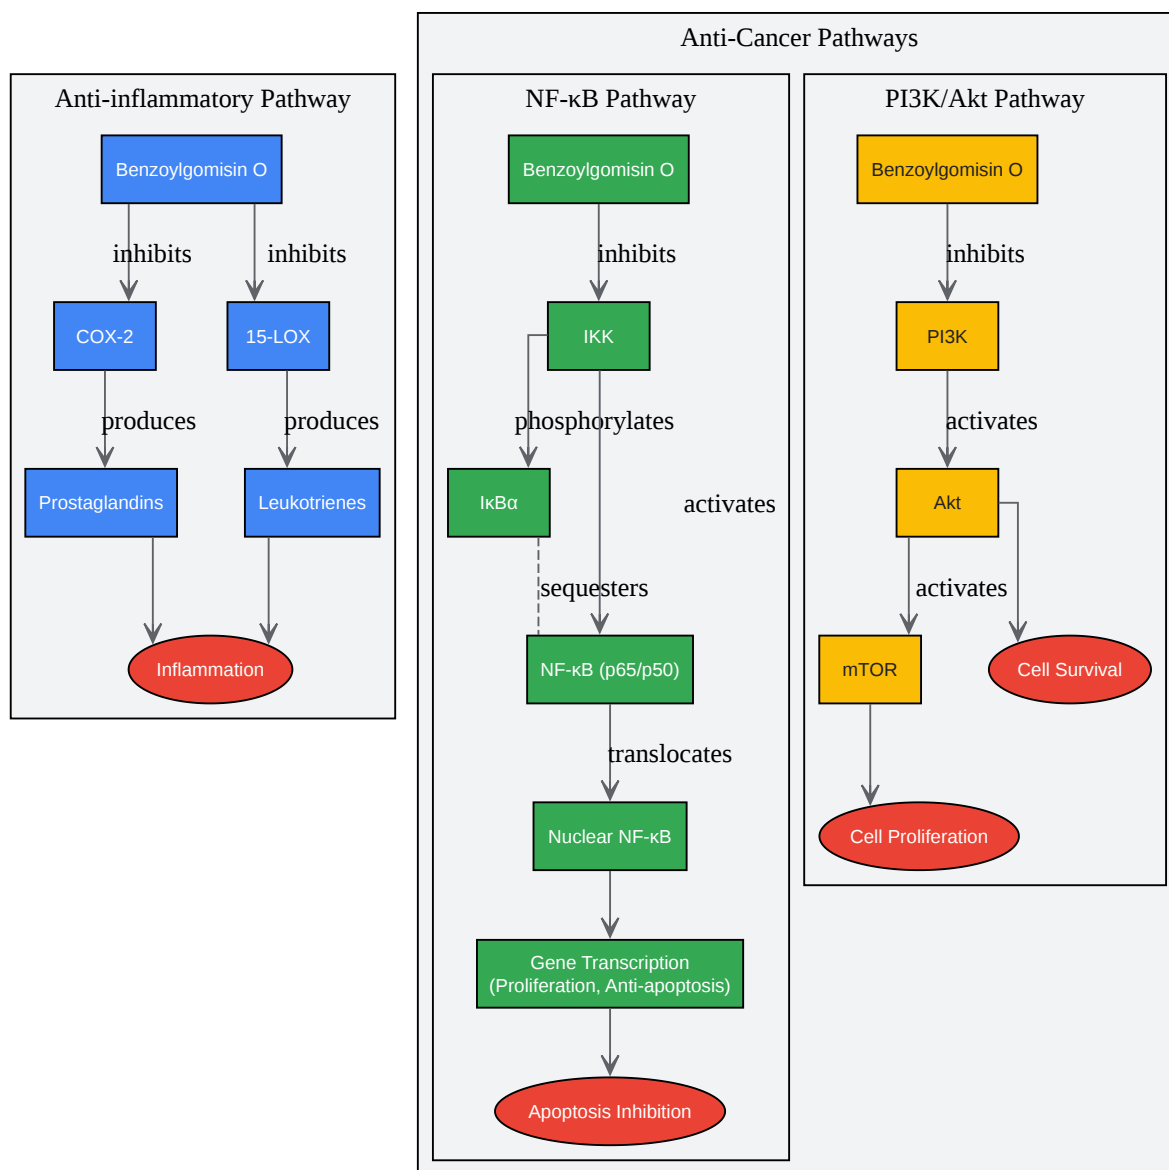 Anti-Cancer Pathways
Anti-inflammatory Pathway
Benzoylgomisin O
inhibits
inhibits
COX-2
15-LOX
produces
produces
Prostaglandins
Leukotrienes
Inflammation
NF-κB Pathway
Benzoylgomisin O
inhibits
IKK
phosphorylates
IκBα
activates
sequesters
NF-κB (p65/p50)
translocates
Nuclear NF-κB
Gene Transcription
(Proliferation, Anti-apoptosis)
Apoptosis Inhibition
PI3K/Akt Pathway
Benzoylgomisin O
inhibits
PI3K
activates
Akt
activates
mTOR
Cell Survival
Cell Proliferation